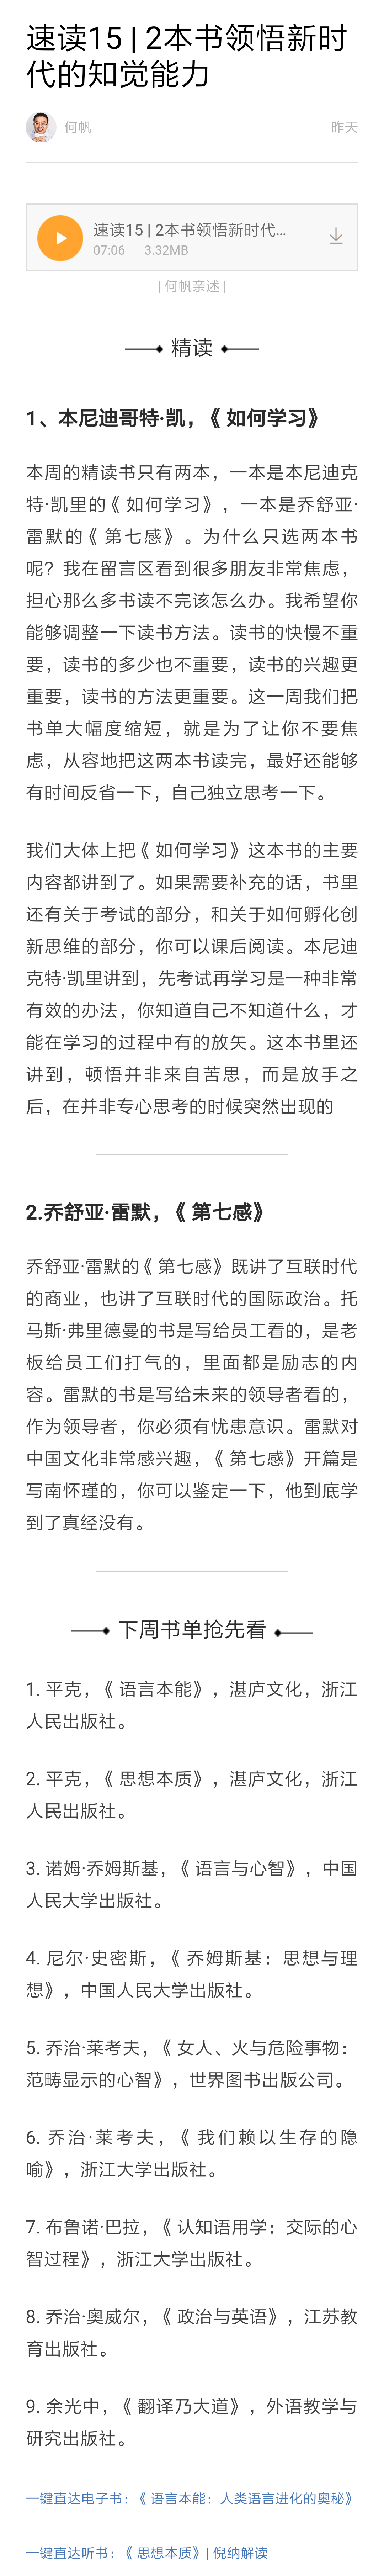 速读15 | 2本书领悟新时
代的知觉能力
何帆 昨天
速读15 | 2本书领悟新时代...
07:06 3.32MB
| 何帆亲述 |
精读
1、本尼迪哥特·凯，《 如何学习》
本周的精读书只有两本，一本是本尼迪克
特·凯里的《 如何学习》，一本是乔舒亚·
雷默的《 第七感》。为什么只选两本书
呢？我在留言区看到很多朋友非常焦虑，
担心那么多书读不完该怎么办。我希望你
能够调整一下读书方法。读书的快慢不重
要，读书的多少也不重要，读书的兴趣更
重要，读书的方法更重要。这一周我们把
书单大幅度缩短，就是为了让你不要焦
虑，从容地把这两本书读完，最好还能够
有时间反省一下，自己独立思考一下。
我们大体上把《 如何学习》这本书的主要
内容都讲到了。如果需要补充的话，书里
还有关于考试的部分，和关于如何孵化创
新思维的部分，你可以课后阅读。本尼迪
克特·凯里讲到，先考试再学习是一种非常
有效的办法，你知道自己不知道什么，才
能在学习的过程中有的放矢。这本书里还
讲到，顿悟并非来自苦思，而是放手之
后，在并非专心思考的时候突然出现的
2.乔舒亚·雷默，《 第七感》
乔舒亚·雷默的《 第七感》既讲了互联时代
的商业，也讲了互联时代的国际政治。托
马斯·弗里德曼的书是写给员工看的，是老
板给员工们打气的，里面都是励志的内
容。雷默的书是写给未来的领导者看的，
作为领导者，你必须有忧患意识。雷默对
中国文化非常感兴趣，《 第七感》开篇是
写南怀瑾的，你可以鉴定一下，他到底学
到了真经没有。
下周书单抢先看
1. 平克，《 语言本能》，湛庐文化，浙江
人民出版社。
2. 平克，《 思想本质》，湛庐文化，浙江
人民出版社。
3. 诺姆·乔姆斯基，《 语言与心智》，中国
人民大学出版社。
4. 尼尔·史密斯，《 乔姆斯基：思想与理
想》，中国人民大学出版社。
5. 乔治·莱考夫，《 女人、火与危险事物：
范畴显示的心智》，世界图书出版公司。
6. 乔治·莱考夫，《 我们赖以生存的隐
喻》，浙江大学出版社。
7. 布鲁诺·巴拉，《 认知语用学：交际的心
智过程》，浙江大学出版社。
8. 乔治·奥威尔，《 政治与英语》，江苏教
育出版社。
9. 余光中，《 翻译乃大道》，外语教学与
研究出版社。
一键直达电子书：《 语言本能：人类语言进化的奥秘》
一键直达听书：《 思想本质》| 倪纳解读